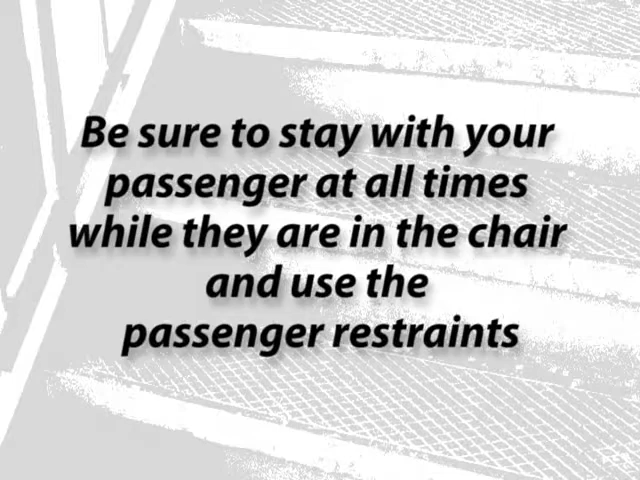 Be sure to stay with your
passenger at all times
while they are in the chair
and use the
passenger restraints